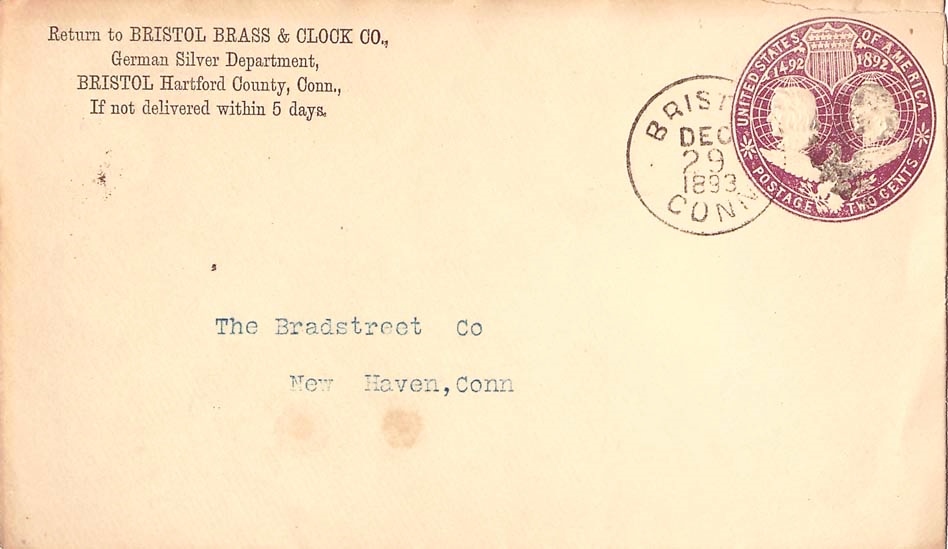 Return to BRISTOL BRASS & CLOCK CO.,
German Silver Department,
BRISTOL Hartford County, Conn.,
If not delivered within 5 days.
BRIST
DEC
29
1893
CONN
UNITED STATES OF AMERICA
1492 1892
POSTAGE TWO CENTS
The Bradstreet Co
New Haven, Conn